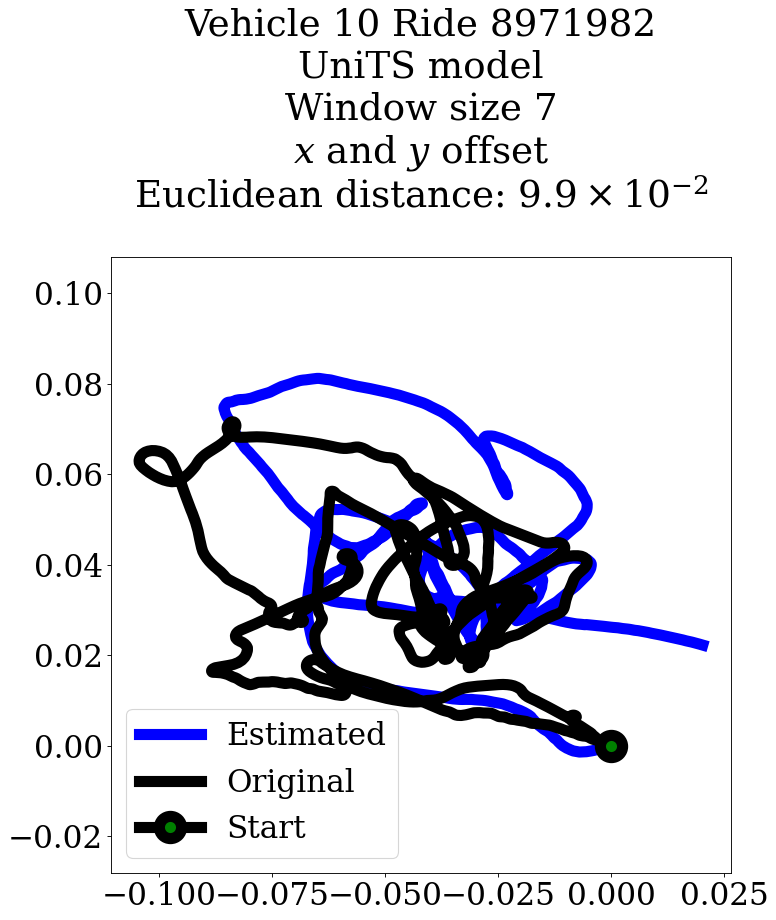 Vehicle 10 Ride 8971982
UniTS model
Window size 7
x and y offset
Euclidean distance: 9.9 × 10⁻²
0.10
0.08
0.06
0.04
0.02
0.00
−0.02
Estimated
Original
Start
−0.100 −0.075 −0.050 −0.025 0.000 0.025